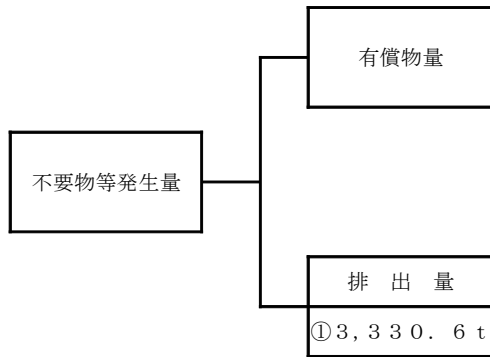 有償物量
不要物等発生量
排　出　量
①３，３３０．６ｔ